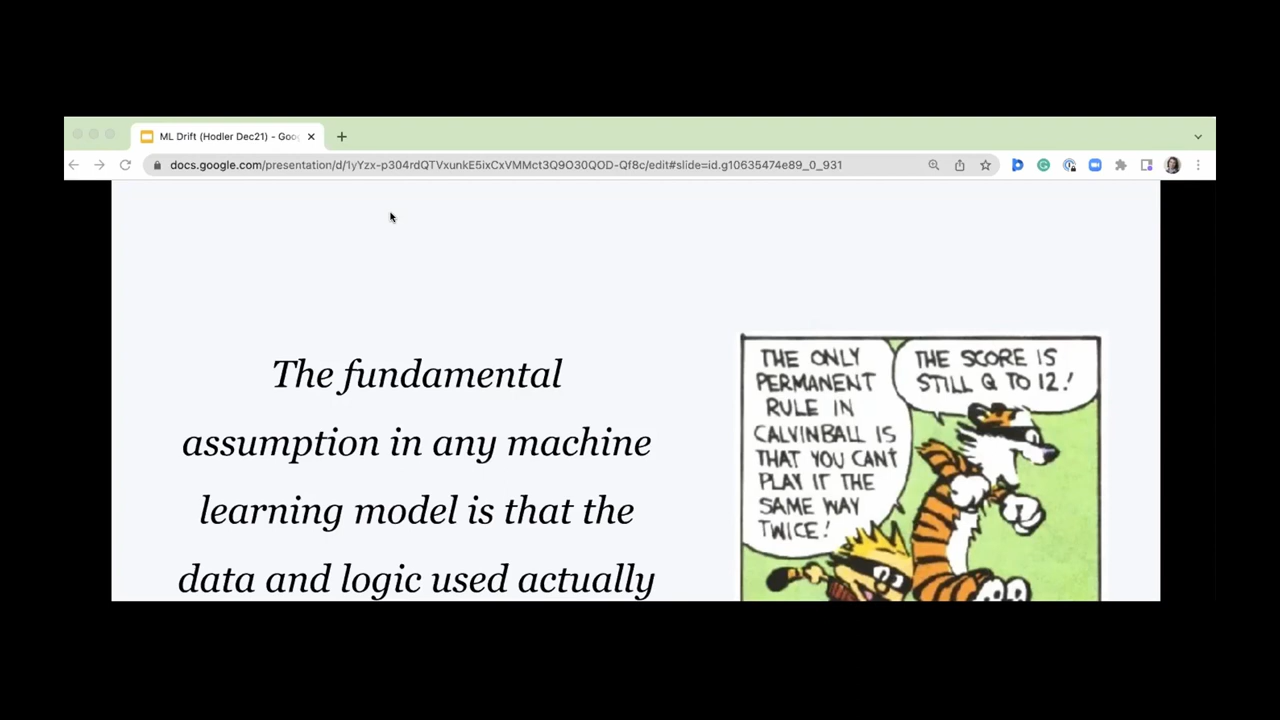 ML Drift (Hodler Dec21) - Goo
docs.google.com/presentation/d/1yYzx-p304rdQTVxunkE5ixCxVMMct3Q9O30QOD-Qf8c/edit#slide=id.g10635474e89_0_931
The fundamental
assumption in any machine
learning model is that the
data and logic used actually
THE ONLY
PERMANENT
RULE IN
CALVINBALL IS
THAT YOU CAN'T
PLAY IT THE
SAME WAY
TWICE!
THE SCORE IS
STILL Q TO 12!